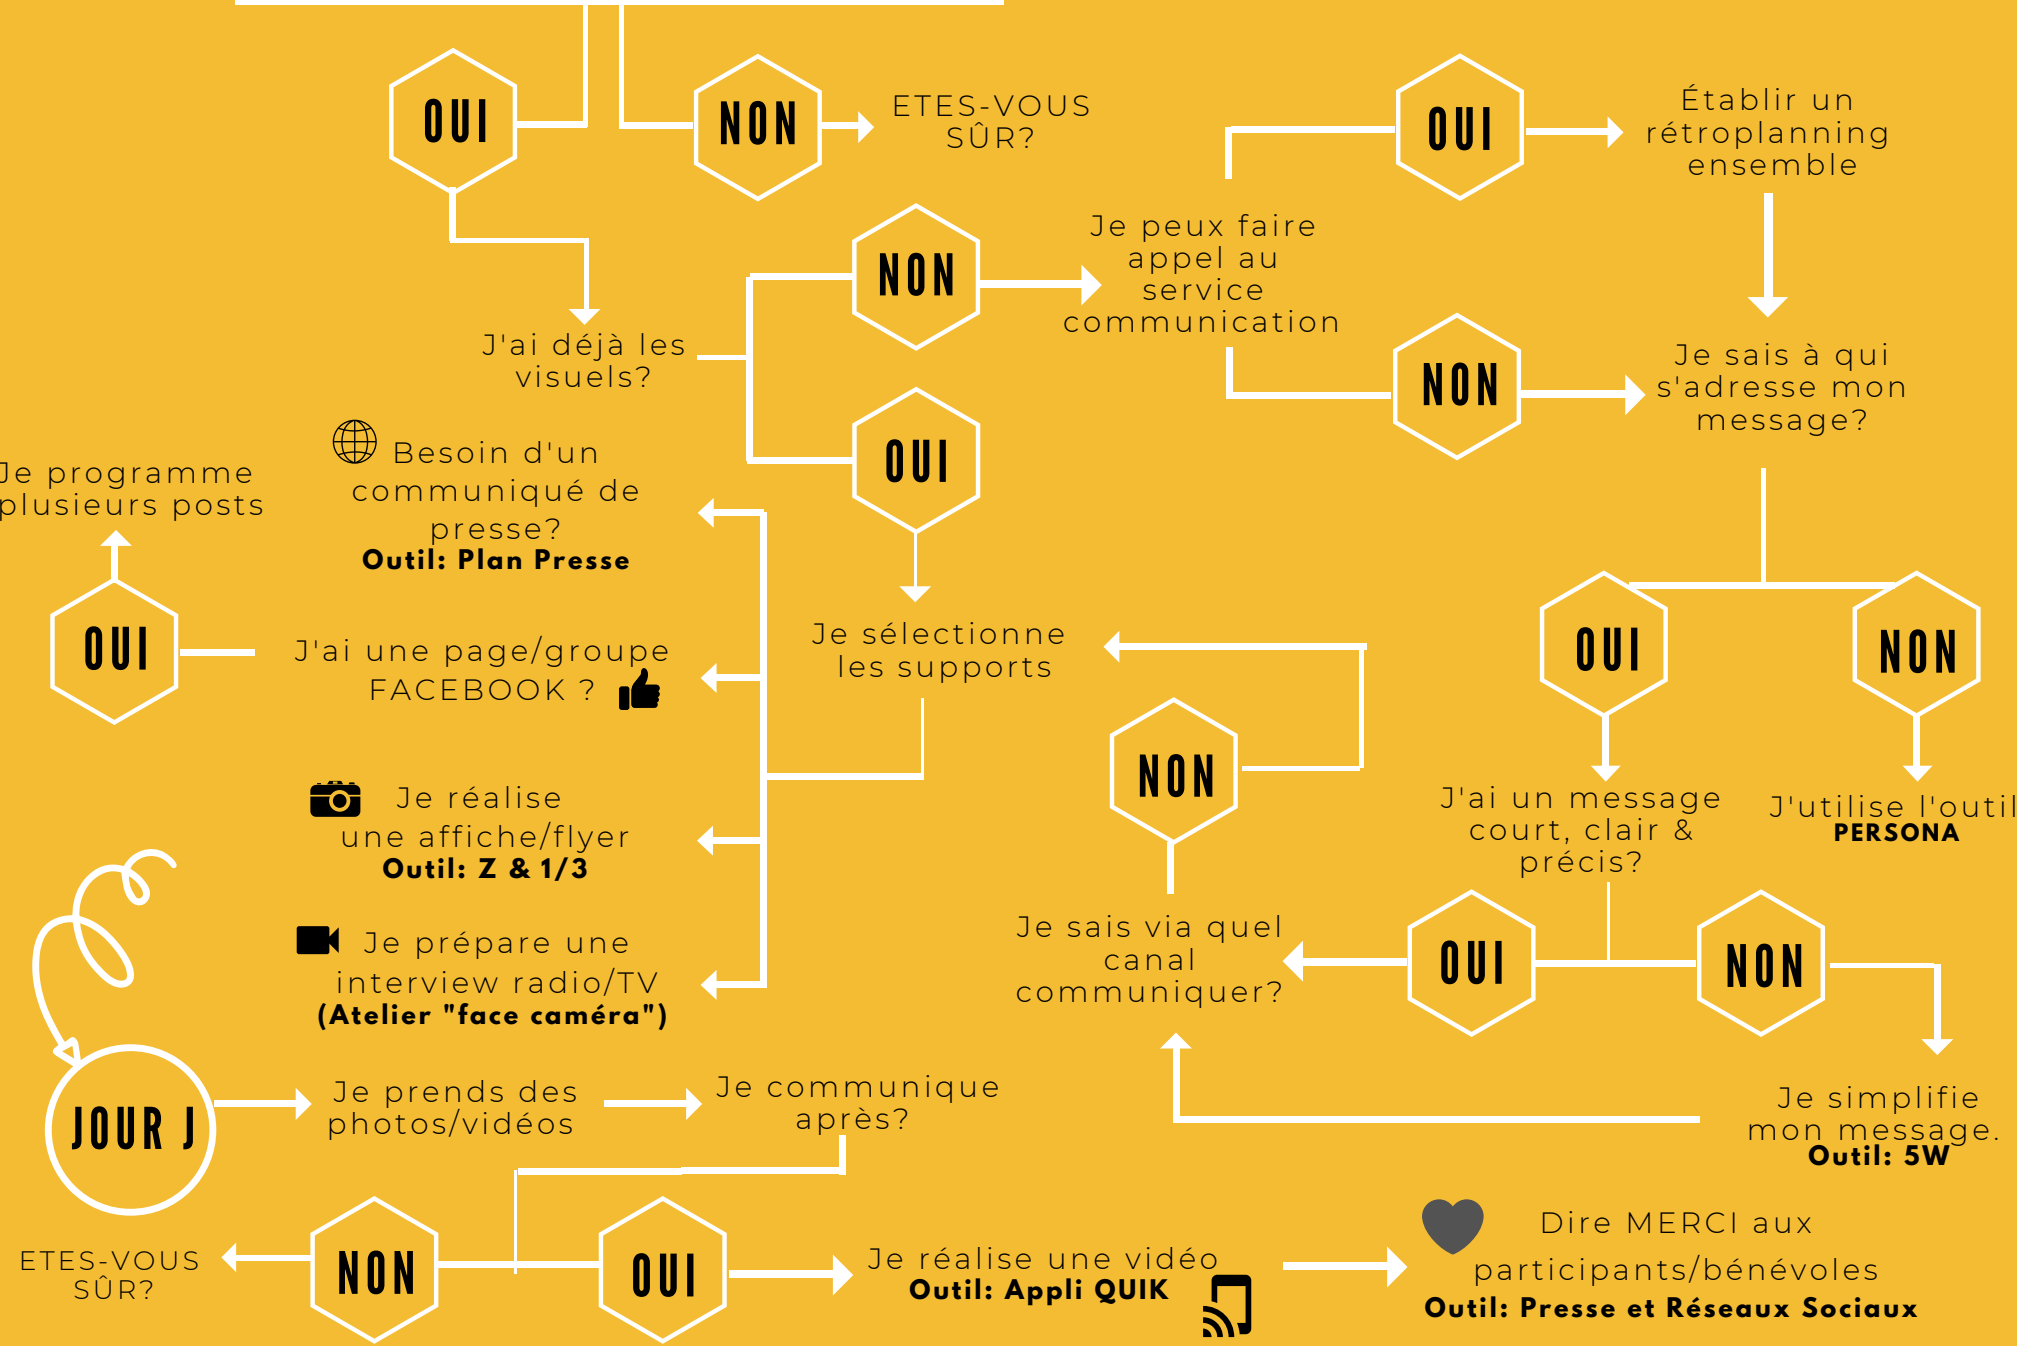 OUI
NON
ETES-VOUS
SÛR?
OUI
Établir un
rétroplanning
ensemble
NON
Je peux faire
appel au
service
communication
J'ai déjà les
visuels?
OUI
NON
Je sais à qui
s'adresse mon
message?
Je programme
plusieurs posts
Besoin d'un
communiqué de
presse?
Outil: Plan Presse
OUI
J'ai une page/groupe
FACEBOOK ?
Je sélectionne
les supports
OUI
NON
NON
Je réalise
une affiche/flyer
Outil: Z & 1/3
J'ai un message
court, clair &
précis?
J'utilise l'outil
PERSONA
Je prépare une
interview radio/TV
(Atelier "face caméra")
Je sais via quel
canal
communiquer?
OUI
NON
JOUR J
Je prends des
photos/vidéos
Je communique
après?
Je simplifie
mon message.
Outil: 5W
ETES-VOUS
SÛR?
NON
OUI
Je réalise une vidéo
Outil: Appli QUIK
Dire MERCI aux
participants/bénévoles
Outil: Presse et Réseaux Sociaux